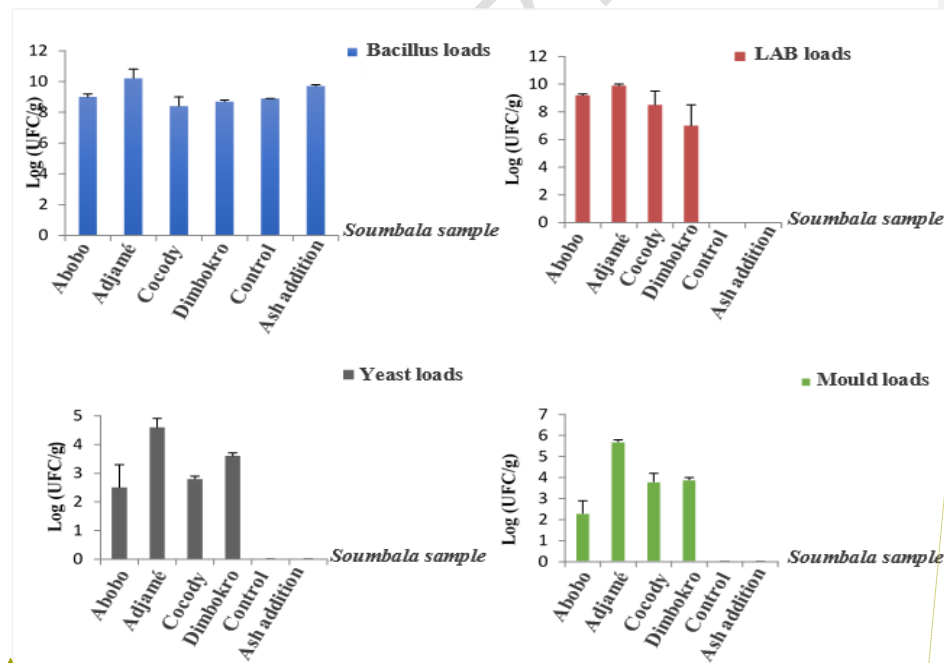 Bacillus loads
12
10
8
6
4
2
0
Log (UFC/g)
Abobo
Adjamé
Cocody
Dimbokro
Control
Ash addition
Soumbala sample
LAB loads
12
10
8
6
4
2
0
Log (UFC/g)
Abobo
Adjamé
Cocody
Dimbokro
Control
Ash addition
Soumbala sample
Yeast loads
5
4
3
2
1
0
Log (UFC/g)
Abobo
Adjamé
Cocody
Dimbokro
Control
Ash addition
Soumbala sample
Mould loads
7
6
5
4
3
2
1
0
Log (UFC/g)
Abobo
Adjamé
Cocody
Dimbokro
Control
Ash addition
Soumbala sample